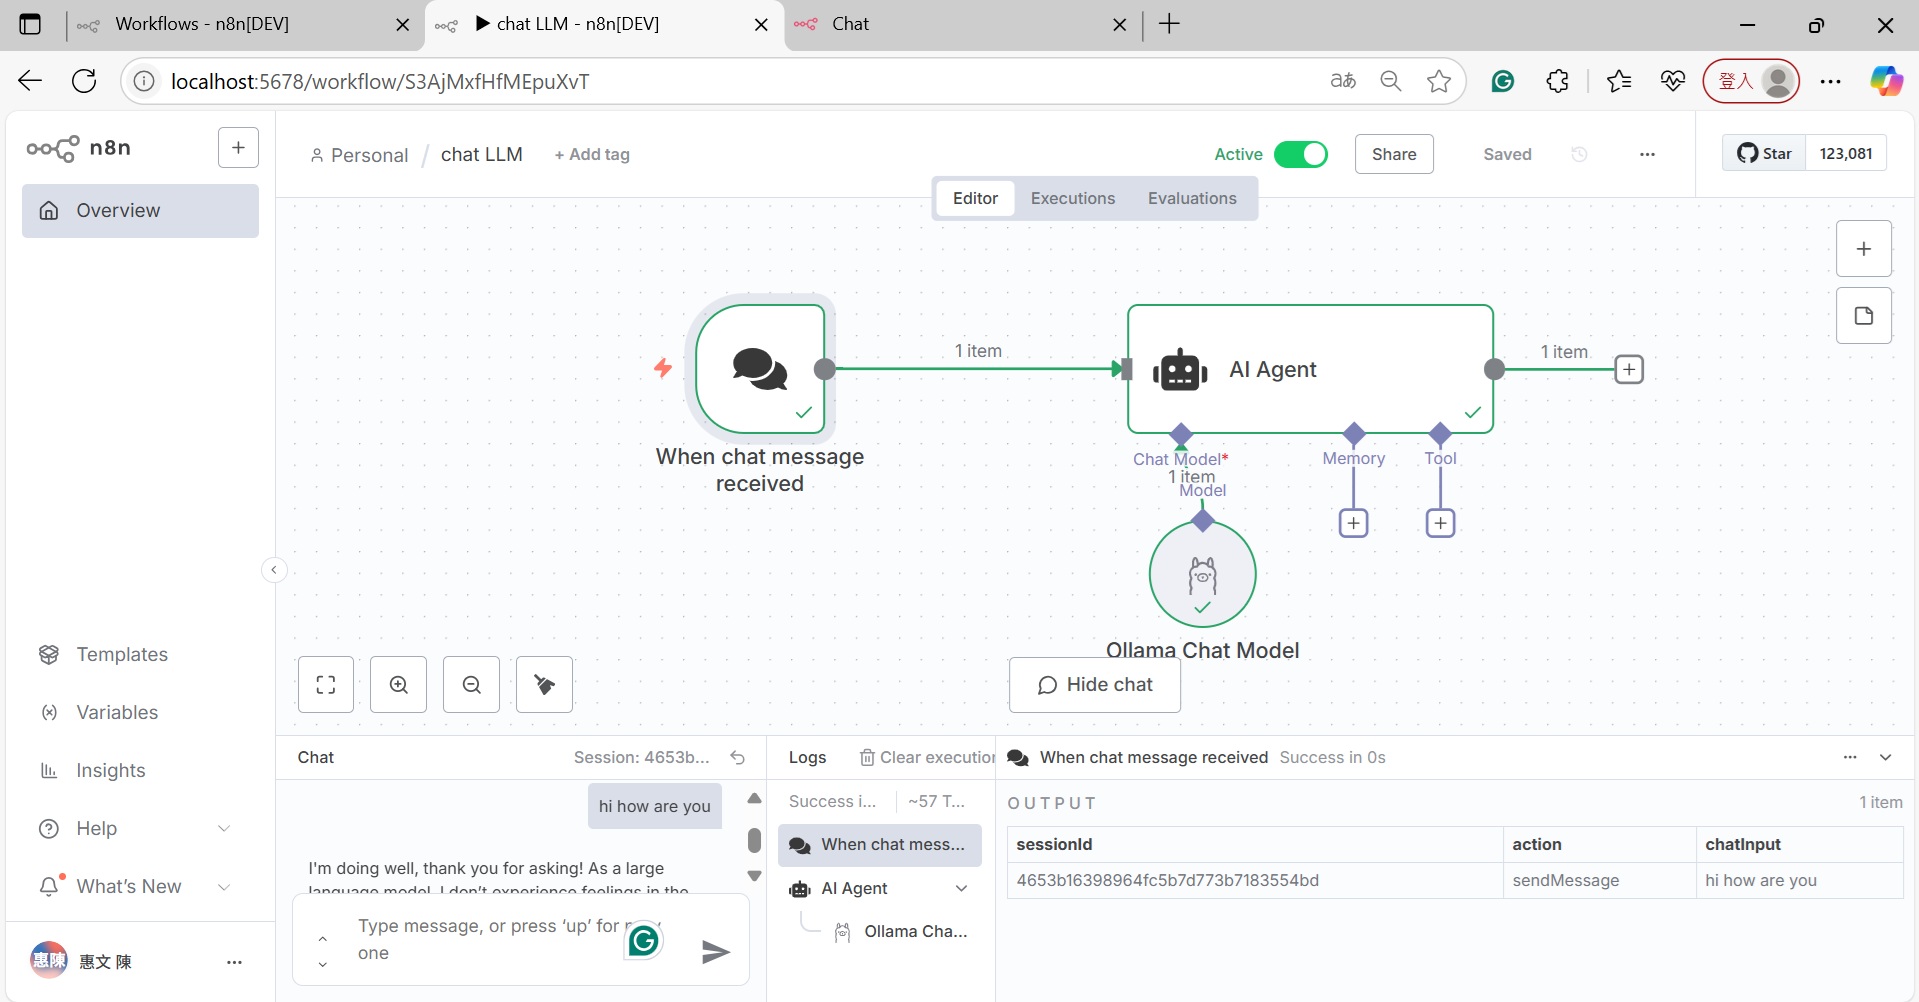 Workflows - n8n[DEV]
▶ chat LLM - n8n[DEV]
Chat
localhost:5678/workflow/S3AjMxfHfMEpuXvT
aあ
登入
n8n
Personal / chat LLM + Add tag
Active
Share
Saved
Star 123,081
Overview
Editor Executions Evaluations
1 item
1 item
AI Agent
When chat message
received
Chat Model*
Memory
Tool
1 item
Model
Ollama Chat Model
Templates
Variables
Insights
Help
What's New
惠陳
惠文 陳
Hide chat
Chat
Session: 4653b...
hi how are you
I'm doing well, thank you for asking! As a large
language model, I don't experience feelings in the
Type message, or press 'up' for
one
Logs
Clear executio
Success i...
~57 T...
When chat mess...
AI Agent
Ollama Cha...
When chat message received Success in 0s
OUTPUT
1 item
sessionId action chatInput
4653b16398964fc5b7d773b7183554bd sendMessage hi how are you